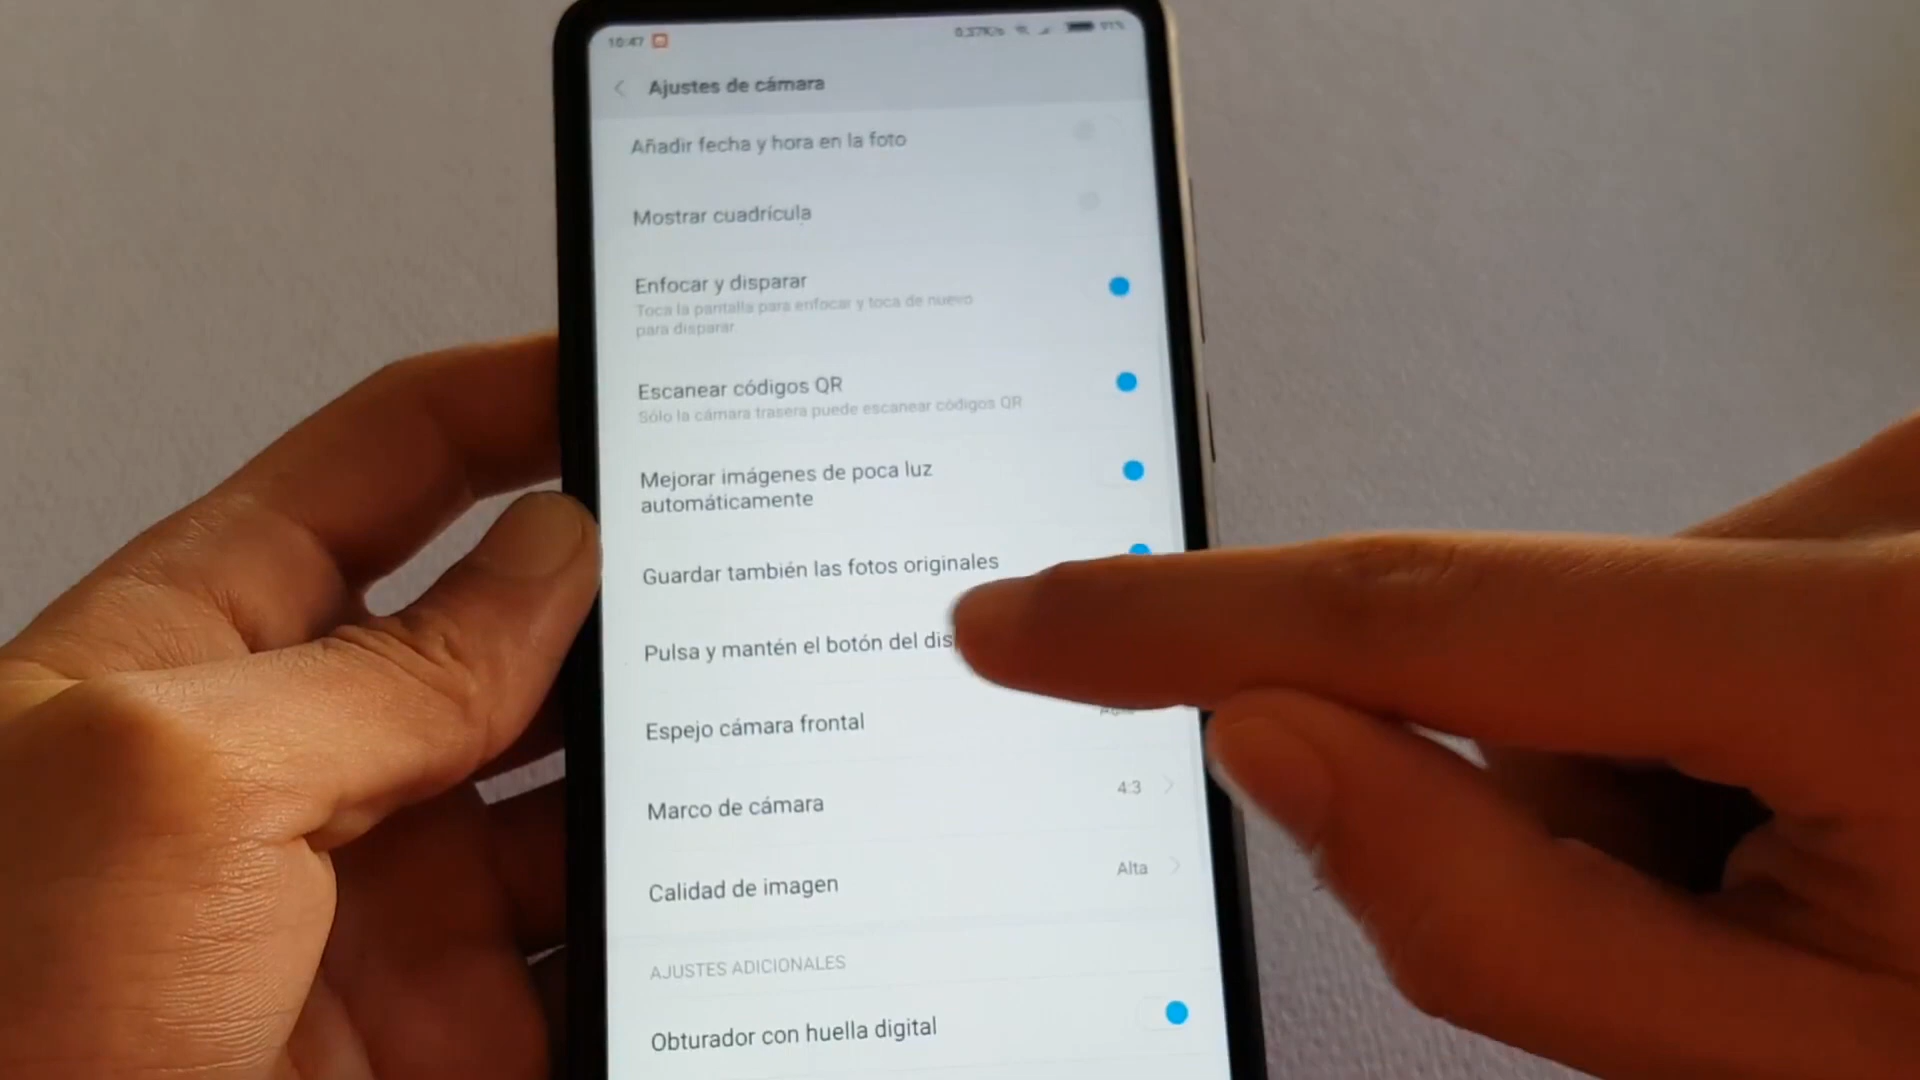 10:47
Ajustes de cámara
Añadir fecha y hora en la foto
Mostrar cuadrícula
Enfocar y disparar
Toca la pantalla para enfocar y toca de nuevo
para disparar.
Escanear códigos QR
Sólo la cámara trasera puede escanear códigos QR
Mejorar imágenes de poca luz
automáticamente
Guardar también las fotos originales
Pulsa y mantén el botón del
Espejo cámara frontal
Marco de cámara 4:3
Calidad de imagen Alta
AJUSTES ADICIONALES
Obturador con huella digital